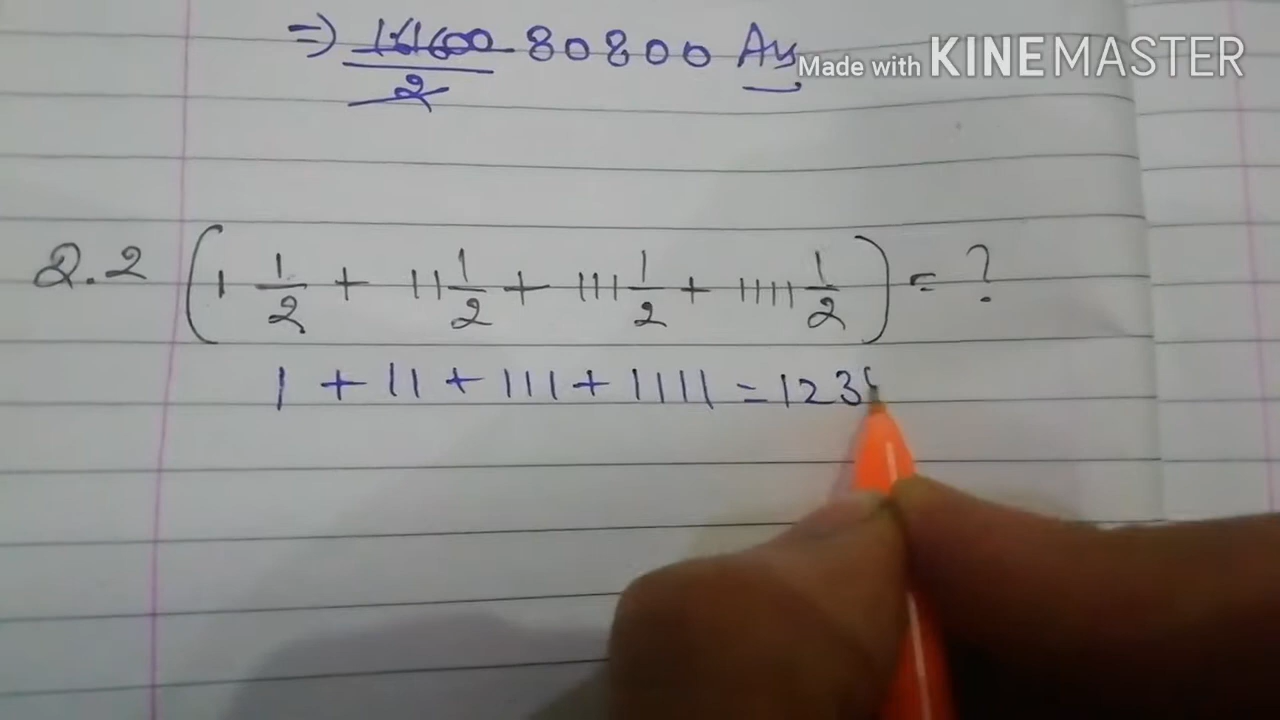 ⇒ 161600/2 80800 Ans
Made with KINEMASTER
Q.2 (1 1/2 + 11 1/2 + 111 1/2 + 1111 1/2) = ?
1 + 11 + 111 + 1111 = 123